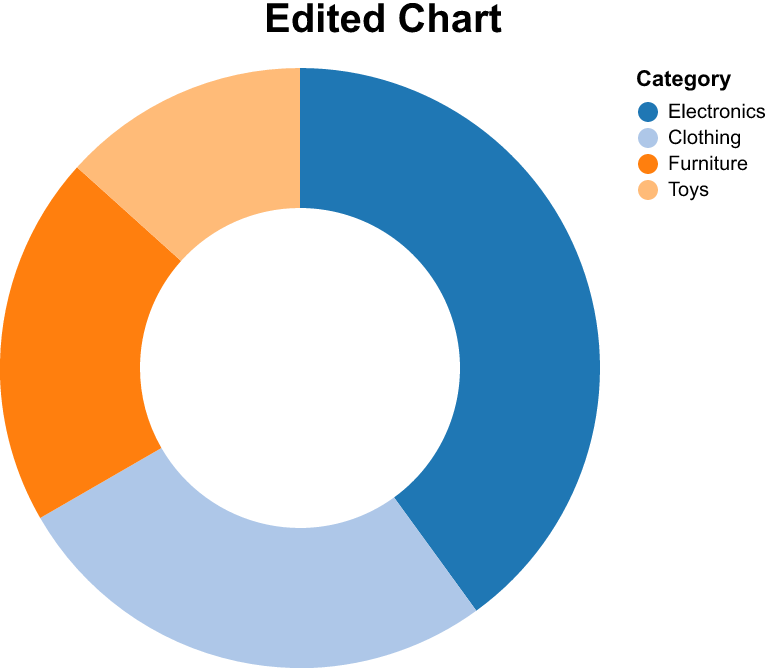 Edited Chart
Category
Electronics
Clothing
Furniture
Toys